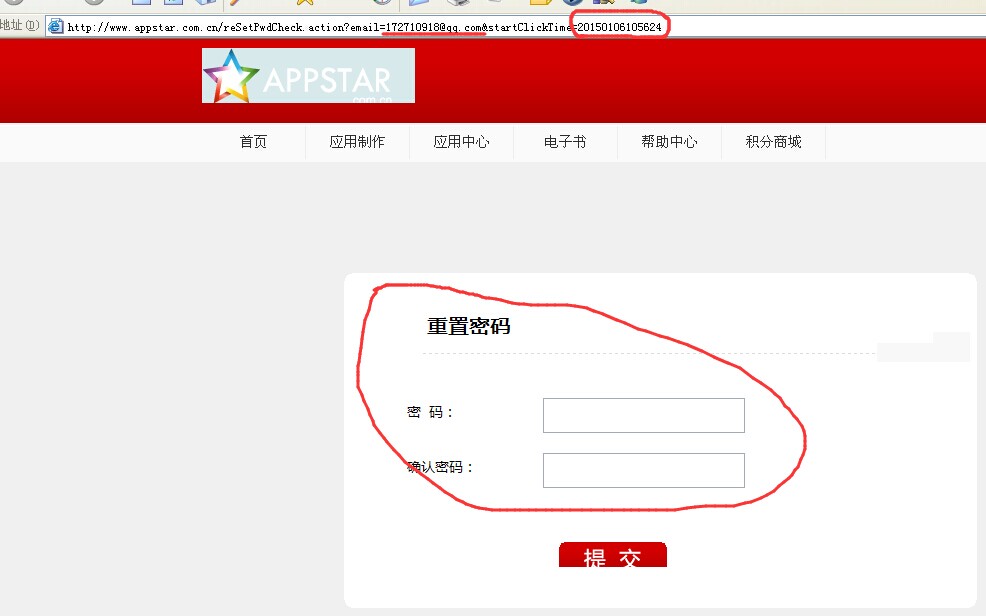 地址(D) http://www.appstar.com.cn/reSetPwdCheck.action?email=172710918@qq.com&startClickTime=20150106105624
APPSTAR
.com.cn
首页 应用制作 应用中心 电子书 帮助中心 积分商城
重置密码
密 码：
确认密码：
提 交